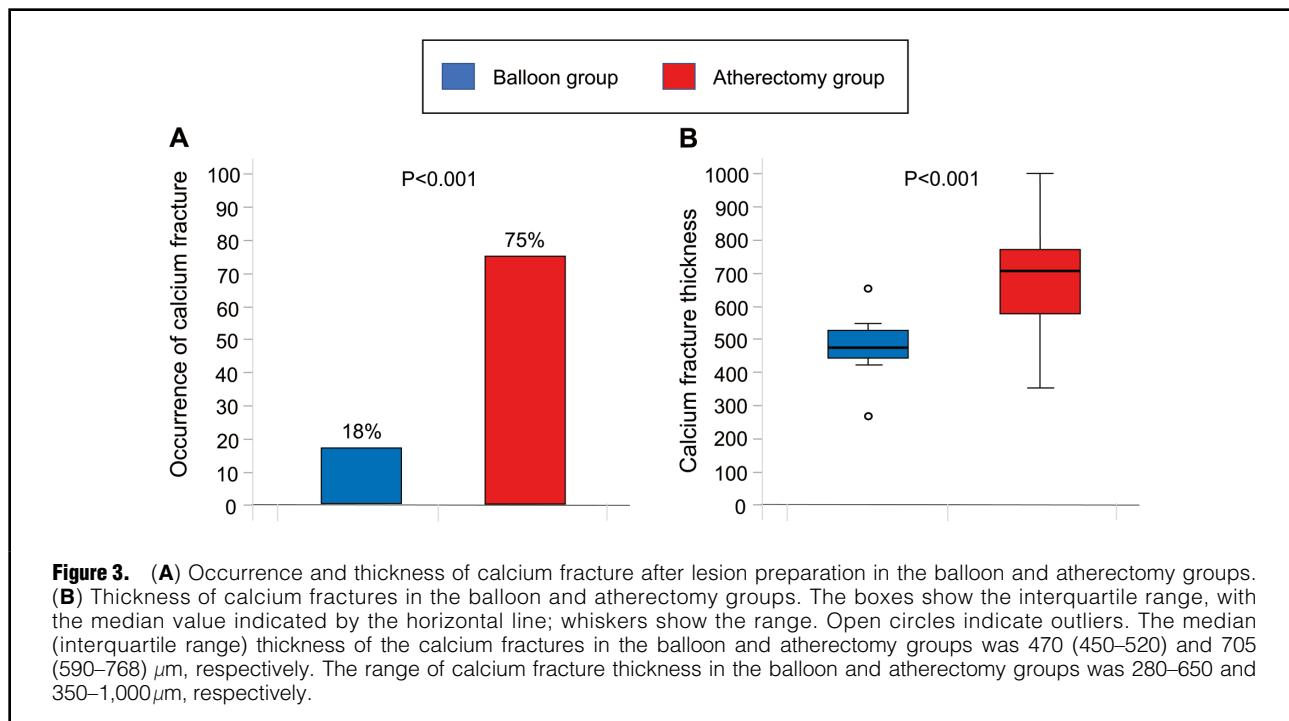 Balloon group Atherectomy group
A
Occurrence of calcium fracture
100
90
80
70
60
50
40
30
20
10
0
P<0.001
18%
75%
B
Calcium fracture thickness
1000
900
800
700
600
500
400
300
200
100
0
P<0.001
Figure 3. (A) Occurrence and thickness of calcium fracture after lesion preparation in the balloon and atherectomy groups.
(B) Thickness of calcium fractures in the balloon and atherectomy groups. The boxes show the interquartile range, with
the median value indicated by the horizontal line; whiskers show the range. Open circles indicate outliers. The median
(interquartile range) thickness of the calcium fractures in the balloon and atherectomy groups was 470 (450–520) and 705
(590–768) μm, respectively. The range of calcium fracture thickness in the balloon and atherectomy groups was 280–650 and
350–1,000 μm, respectively.